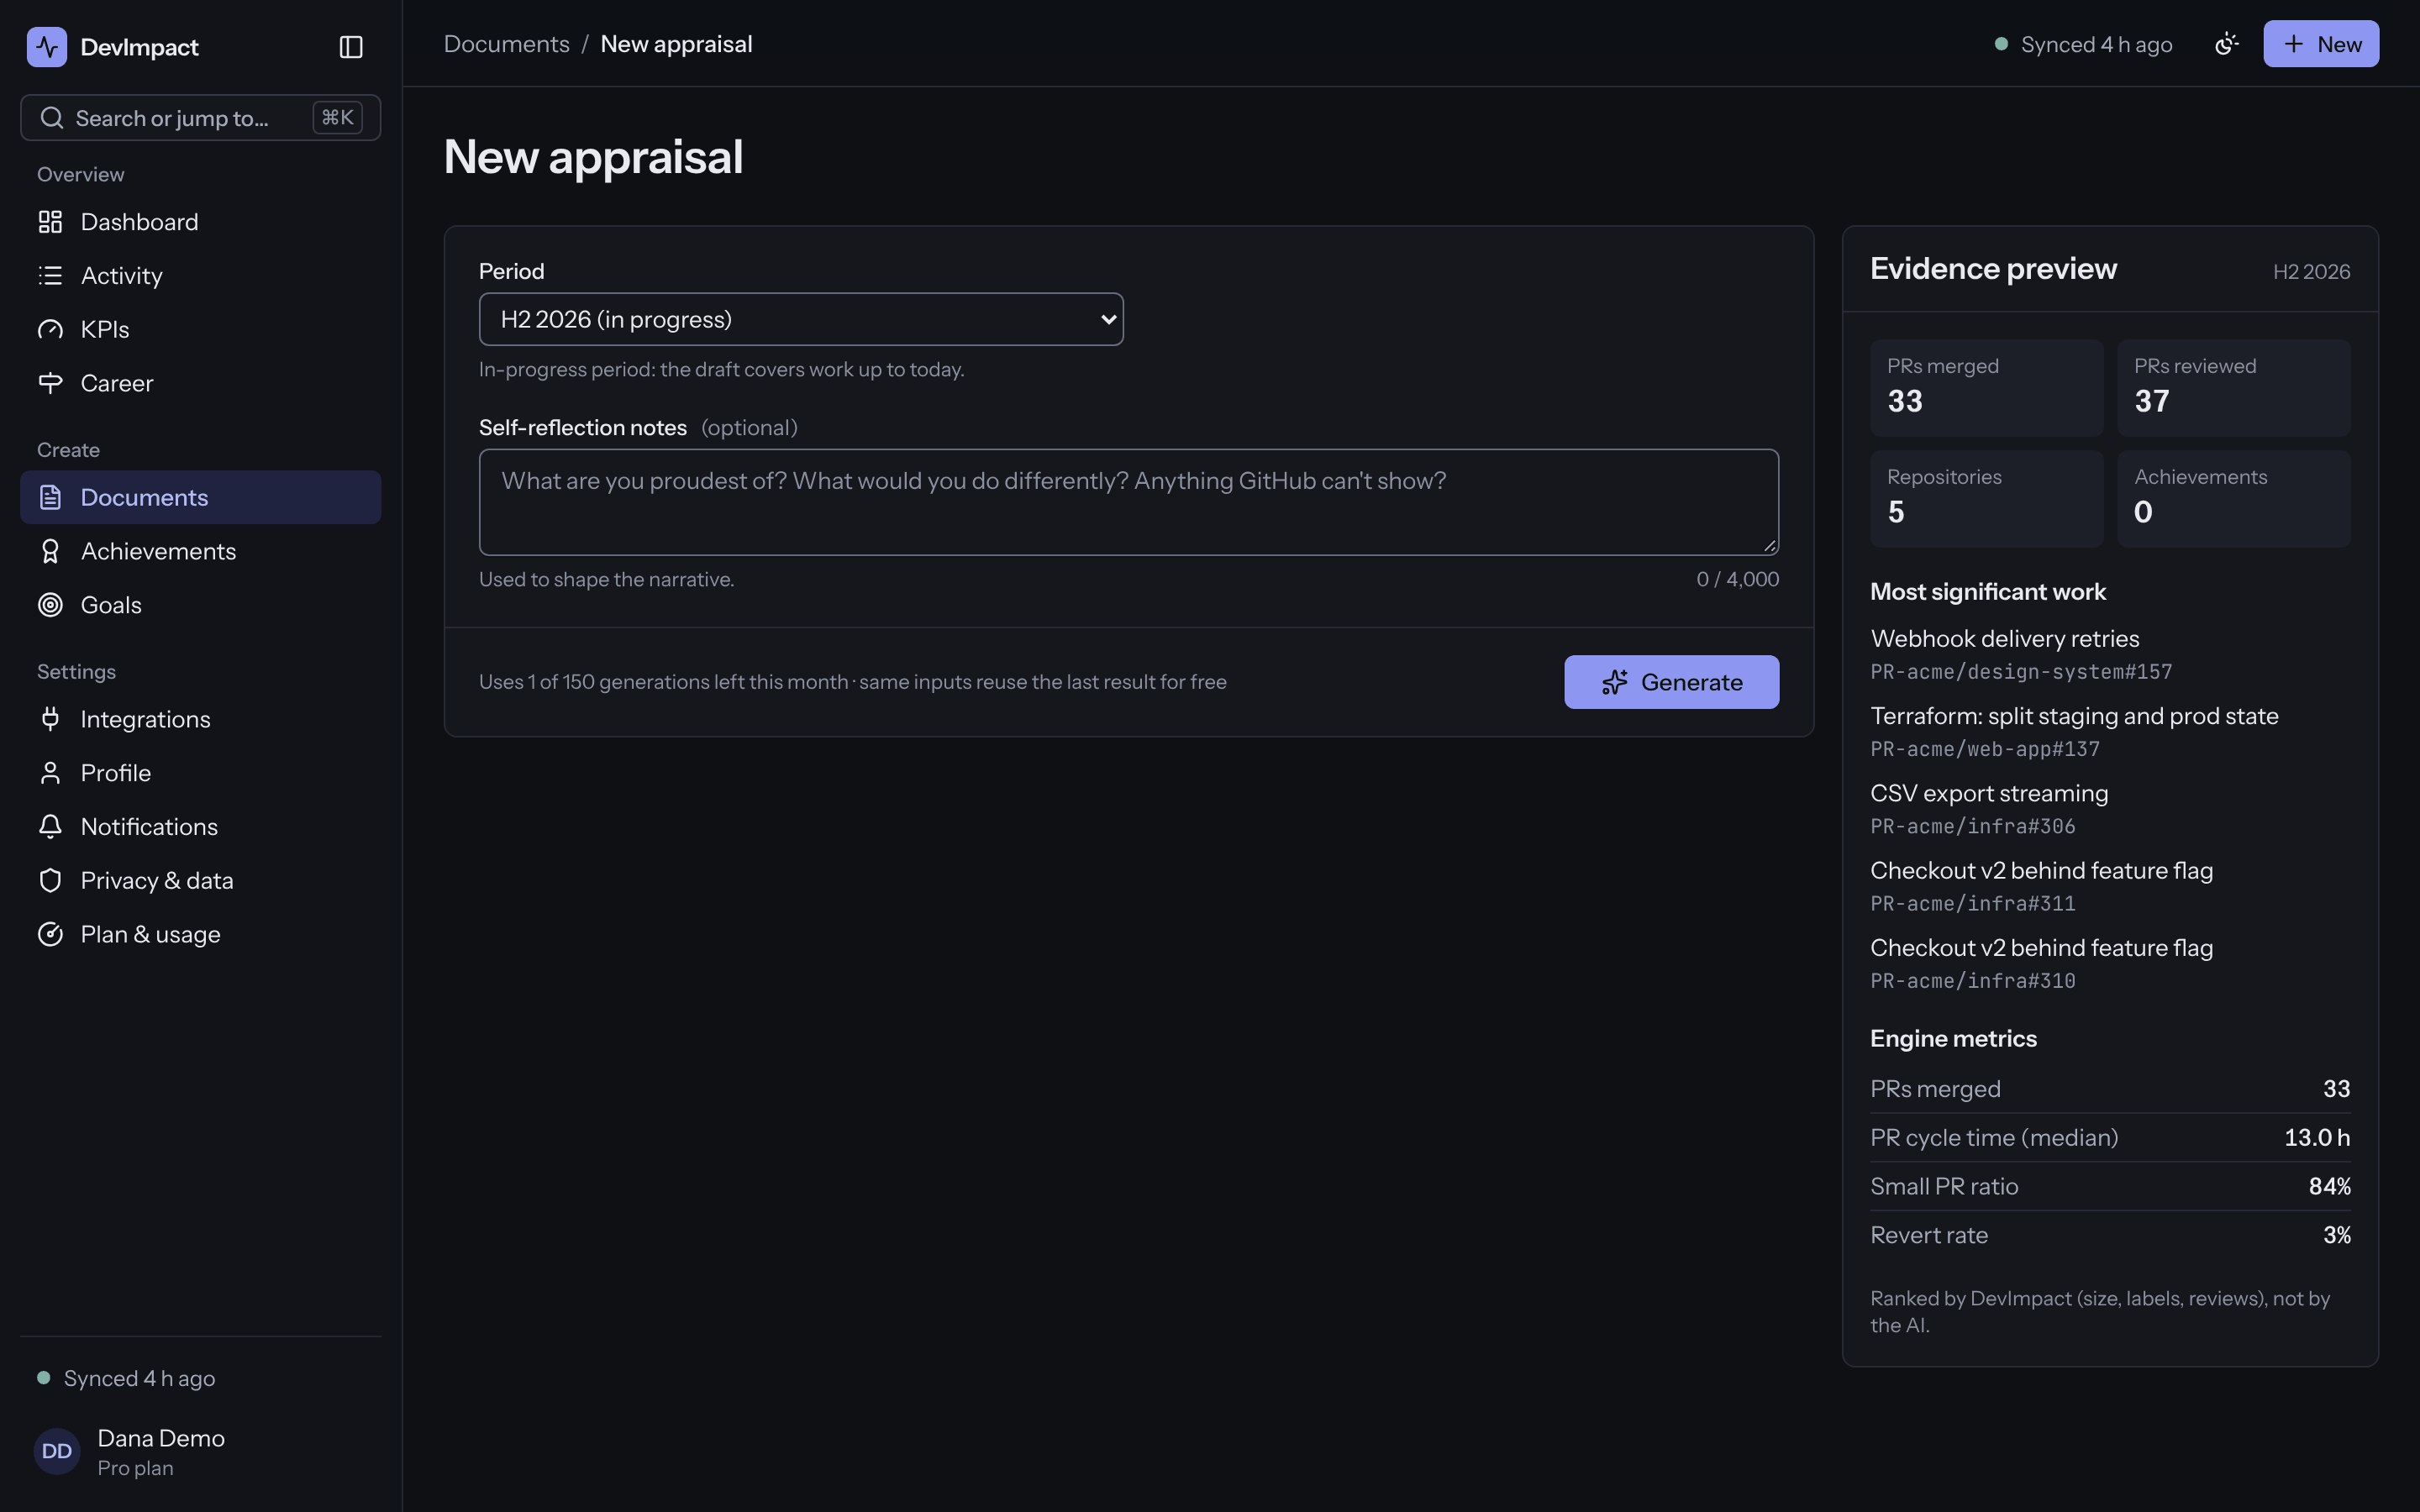 DevImpact
Search or jump to...
⌘K
Overview
Dashboard
Activity
KPIs
Career
Create
Documents
Achievements
Goals
Settings
Integrations
Profile
Notifications
Privacy & data
Plan & usage
Synced 4 h ago
DD
Dana Demo
Pro plan
Documents / New appraisal
Synced 4 h ago
New
New appraisal
Period
H2 2026 (in progress)
In-progress period: the draft covers work up to today.
Self-reflection notes (optional)
What are you proudest of? What would you do differently? Anything GitHub can't show?
Used to shape the narrative.
0 / 4,000
Uses 1 of 150 generations left this month · same inputs reuse the last result for free
Generate
Evidence preview
H2 2026
PRs merged
33
PRs reviewed
37
Repositories
5
Achievements
0
Most significant work
Webhook delivery retries
PR-acme/design-system#157
Terraform: split staging and prod state
PR-acme/web-app#137
CSV export streaming
PR-acme/infra#306
Checkout v2 behind feature flag
PR-acme/infra#311
Checkout v2 behind feature flag
PR-acme/infra#310
Engine metrics
PRs merged 33
PR cycle time (median) 13.0 h
Small PR ratio 84%
Revert rate 3%
Ranked by DevImpact (size, labels, reviews), not by
the AI.